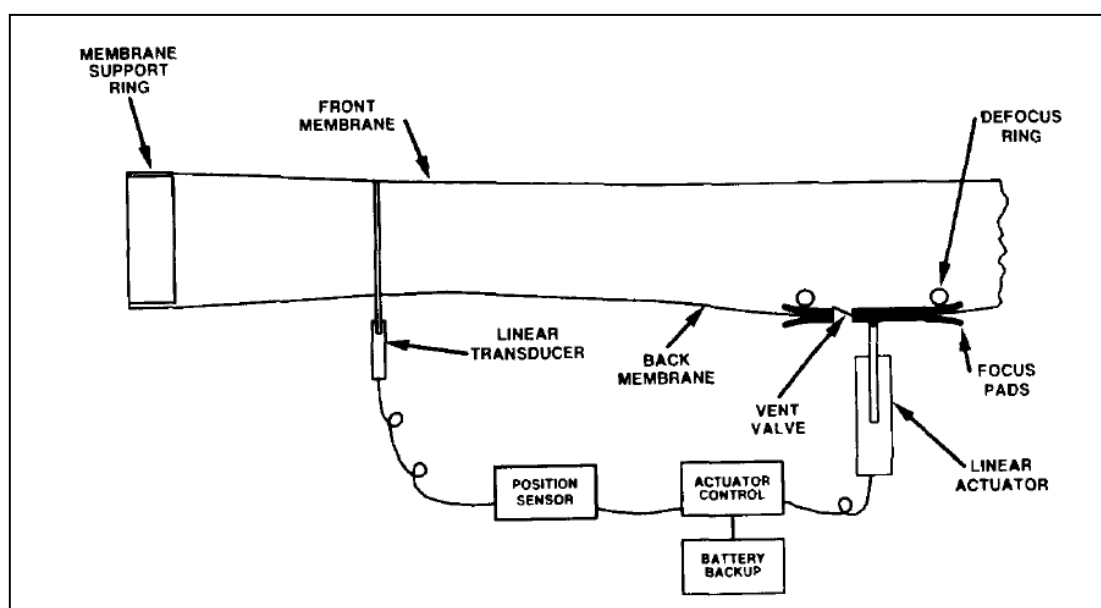 MEMBRANE
SUPPORT
RING
FRONT
MEMBRANE
DEFOCUS
RING
LINEAR
TRANSDUCER
BACK
MEMBRANE
VENT
VALVE
FOCUS
PADS
LINEAR
ACTUATOR
POSITION
SENSOR
ACTUATOR
CONTROL
BATTERY
BACKUP